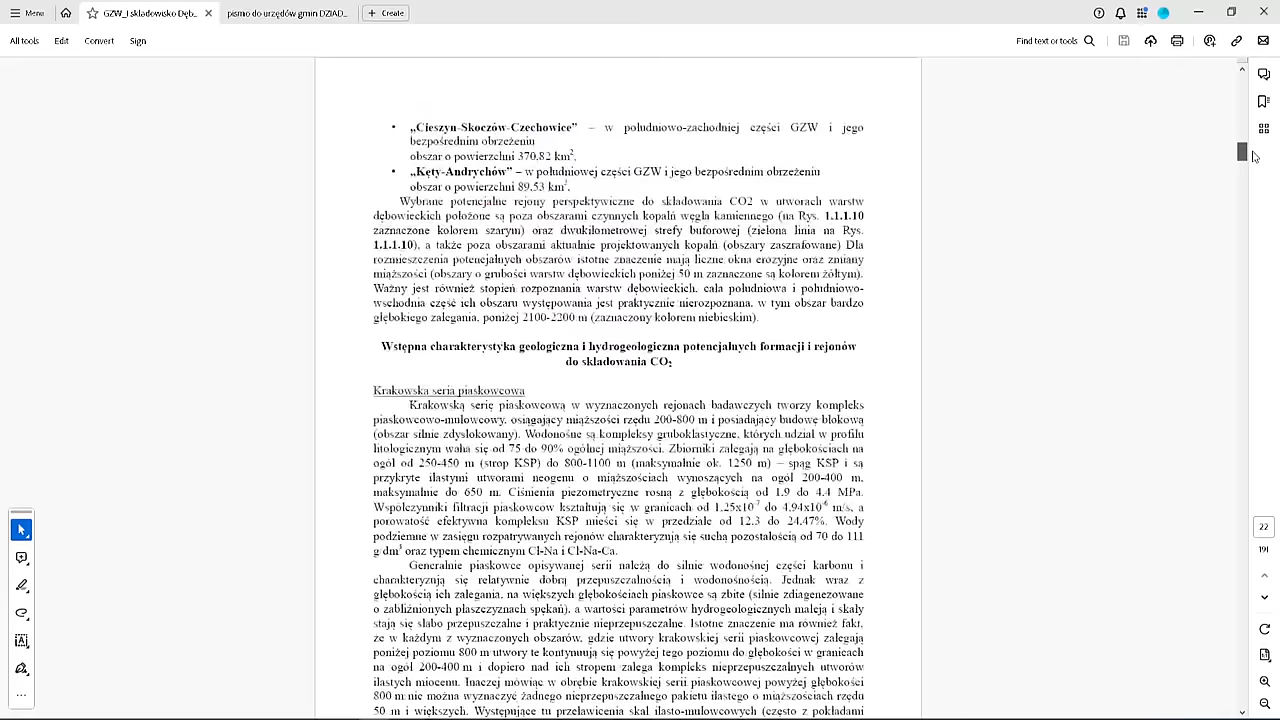 Menu
GZW_I składowisko Dęb...
pismo do urzędów gmin DZIAD...
+ Create
All tools Edit Convert Sign
Find text or tools
• „Cieszyn-Skoczów-Czechowice” – w południowo-zachodniej części GZW i jego
bezpośrednim obrzeżeniu
obszar o powierzchni 370.82 km2,
• „Kęty-Andrychów” – w południowej części GZW i jego bezpośrednim obrzeżeniu
obszar o powierzchni 89,53 km2.
Wybrane potencjalne rejony perspektywiczne do składowania CO2 w utworach warstw
dębowieckich położone są poza obszarami czynnych kopalń węgla kamiennego (na Rys. 1.1.1.10
zaznaczone kolorem szarym) oraz dwukilometrowej strefy buforowej (zielona linia na Rys.
1.1.1.10), a także poza obszarami aktualnie projektowanych kopalń (obszary zaszrafowane) Dla
rozmieszczenia potencjalnych obszarów istotne znaczenie mają liczne okna erozyjne oraz zmiany
miąższości (obszary o grubości warstw dębowieckich poniżej 50 m zaznaczone są kolorem żółtym).
Ważny jest również stopień rozpoznania warstw dębowieckich, cała południowa i południowo-
wschodnia część ich obszaru występowania jest praktycznie nierozpoznana, w tym obszar bardzo
głębokiego zalegania, poniżej 2100-2200 m (zaznaczony kolorem niebieskim).
Wstępna charakterystyka geologiczna i hydrogeologiczna potencjalnych formacji i rejonów
do składowania CO2
Krakowska seria piaskowcowa
Krakowską serię piaskowcową w wyznaczonych rejonach badawczych tworzy kompleks
piaskowcowo-mułowcowy, osiągający miąższości rzędu 200-800 m i posiadający budowę blokową
(obszar silnie zdyslokowany). Wodonośne są kompleksy gruboklastyczne, których udział w profilu
litologicznym waha się od 75 do 90% ogólnej miąższości. Zbiorniki zalegają na głębokościach na
ogół od 250-450 m (strop KSP) do 800-1100 m (maksymalnie ok. 1250 m) – spąg KSP i są
przykryte ilastymi utworami neogenu o miąższościach wynoszących na ogół 200-400 m,
maksymalnie do 650 m. Ciśnienia piezometryczne rosną z głębokością od 1.9 do 4.4 MPa.
Współczynniki filtracji piaskowców kształtują się w granicach od 1,25x10-7 do 4,94x10-6 m/s, a
porowatość efektywna kompleksu KSP mieści się w przedziale od 12,3 do 24,47%. Wody
podziemne w zasięgu rozpatrywanych rejonów charakteryzują się suchą pozostałością od 70 do 111
g/dm3 oraz typem chemicznym Cl-Na i Cl-Na-Ca.
Generalnie piaskowce opisywanej serii należą do silnie wodonośnej części karbonu i
charakteryzują się relatywnie dobrą przepuszczalnością i wodonośnością. Jednak wraz z
głębokością ich zalegania, na większych głębokościach piaskowce są zbite (silnie zdiagenezowane
o zabliźnionych płaszczyznach spękań), a wartości parametrów hydrogeologicznych maleją i skały
stają się słabo przepuszczalne i praktycznie nieprzepuszczalne. Istotne znaczenie ma również fakt,
że w każdym z wyznaczonych obszarów, gdzie utwory krakowskiej serii piaskowcowej zalegają
poniżej poziomu 800 m utwory te kontynuują się powyżej tego poziomu do głębokości w granicach
na ogół 200-400 m i dopiero nad ich stropem zalega kompleks nieprzepuszczalnych utworów
ilastych miocenu. Inaczej mówiąc w obrębie krakowskiej serii piaskowcowej powyżej głębokości
800 m nie można wyznaczyć żadnego nieprzepuszczalnego pakietu ilastego o miąższościach rzędu
50 m i większych. Występujące tu przeławicenia skał ilasto-mułowcowych (często z pokładami
22
191